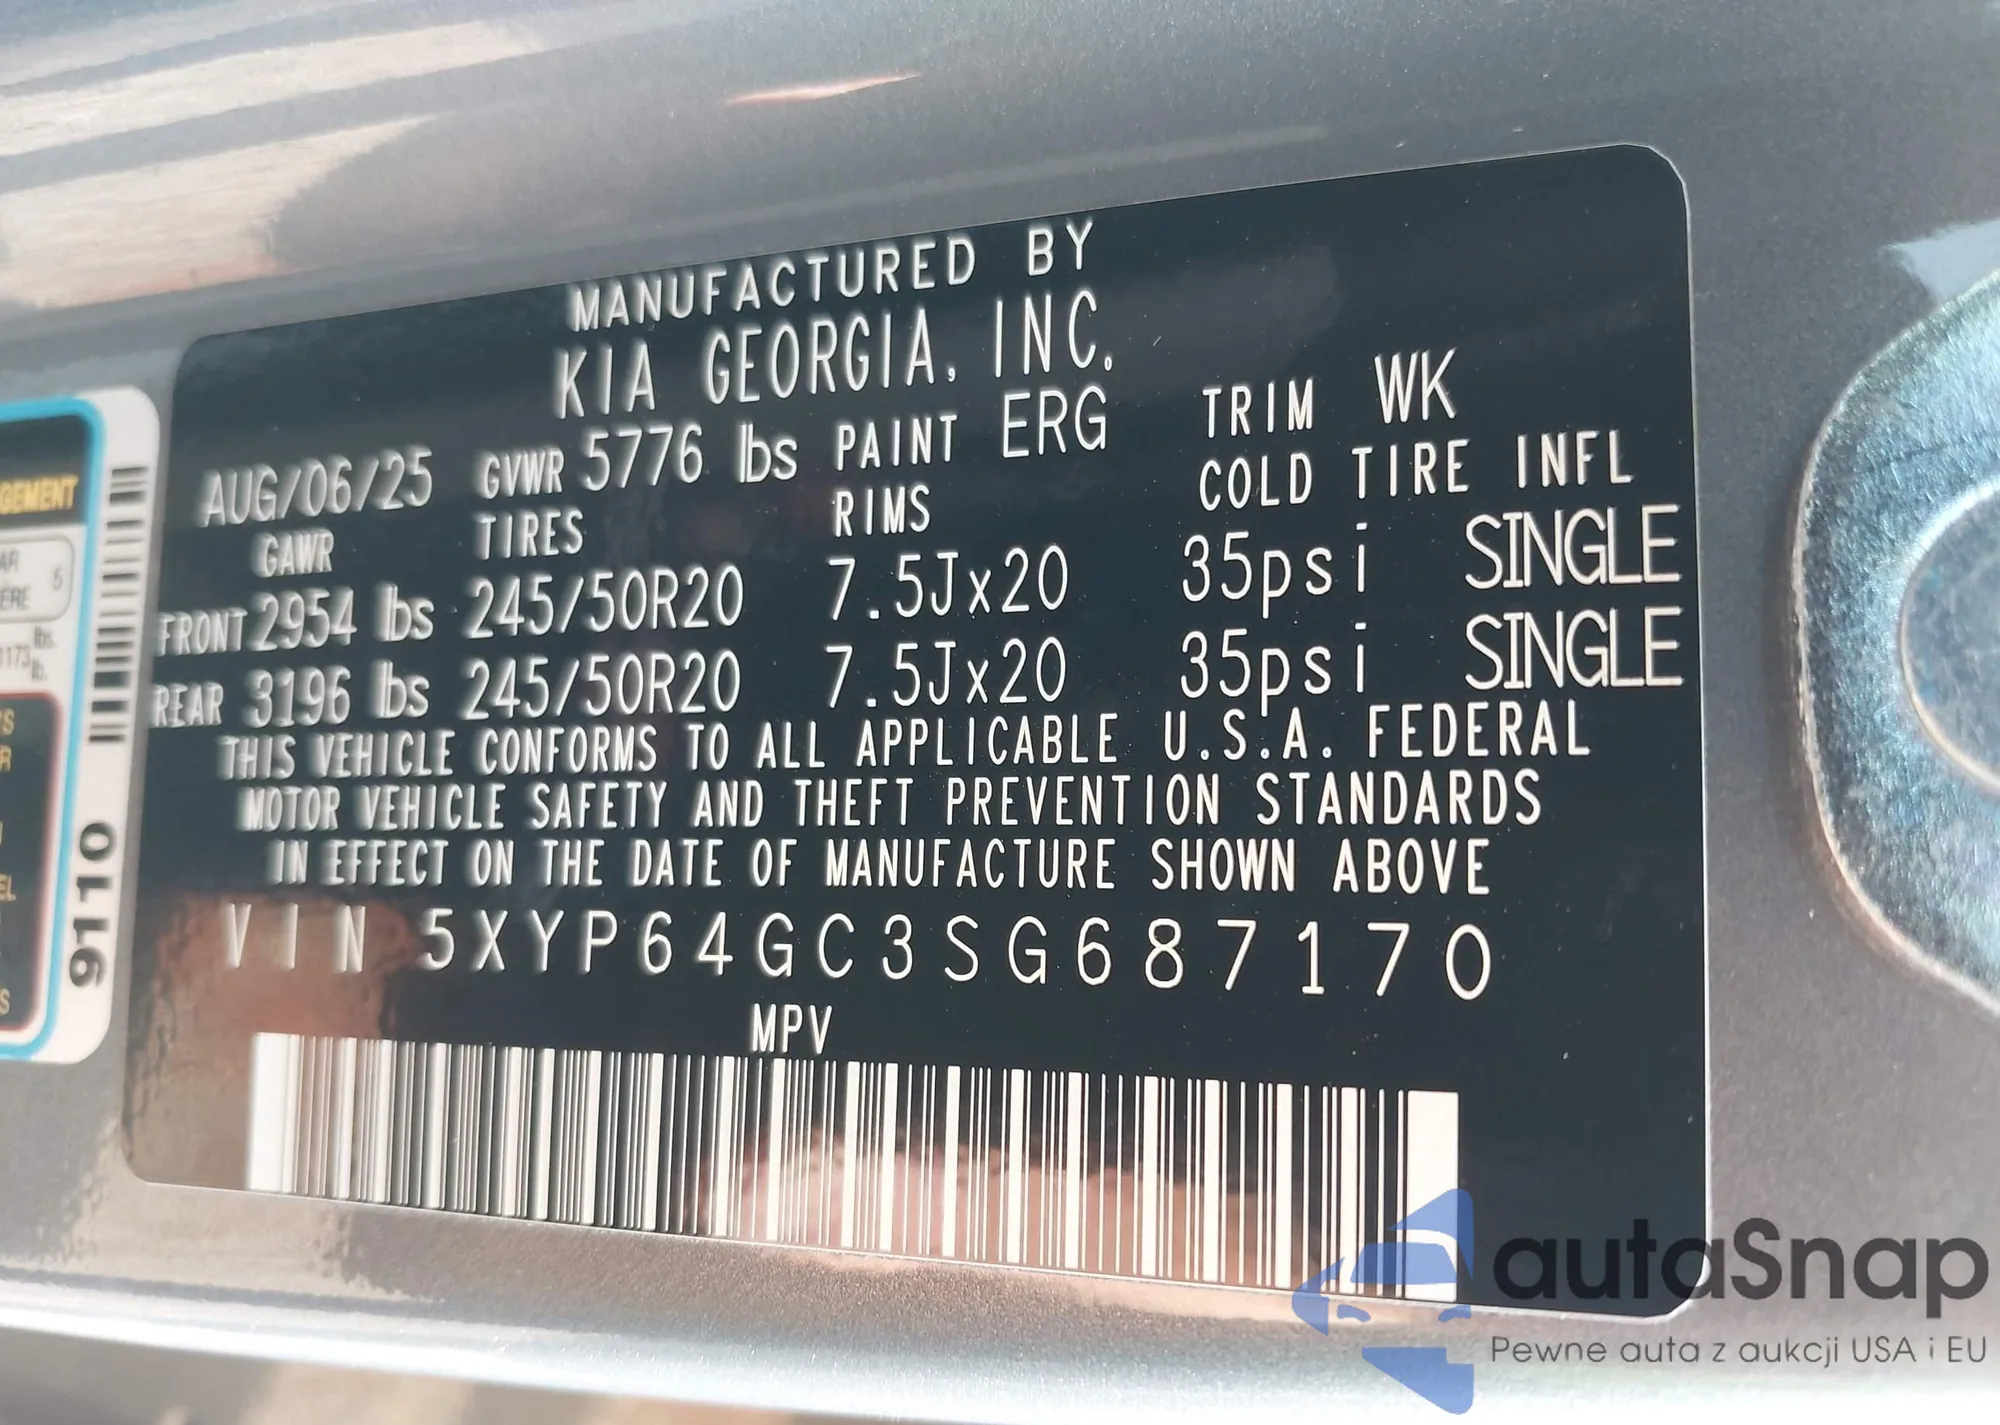 MANUFACTURED BY
KIA GEORGIA, INC.
AUG/06/25 GVWR 5776 lbs PAINT ERG TRIM WK
GAWR TIRES RIMS COLD TIRE INFL
FRONT 2954 lbs 245/50R20 7.5Jx20 35psi SINGLE
REAR 3196 lbs 245/50R20 7.5Jx20 35psi SINGLE
THIS VEHICLE CONFORMS TO ALL APPLICABLE U.S.A. FEDERAL
MOTOR VEHICLE SAFETY AND THEFT PREVENTION STANDARDS
IN EFFECT ON THE DATE OF MANUFACTURE SHOWN ABOVE
VIN 5XYP64GC3SG687170
MPV
9110
5
lbs.
lb.
autaSnap
Pewne auta z aukcji USA i EU